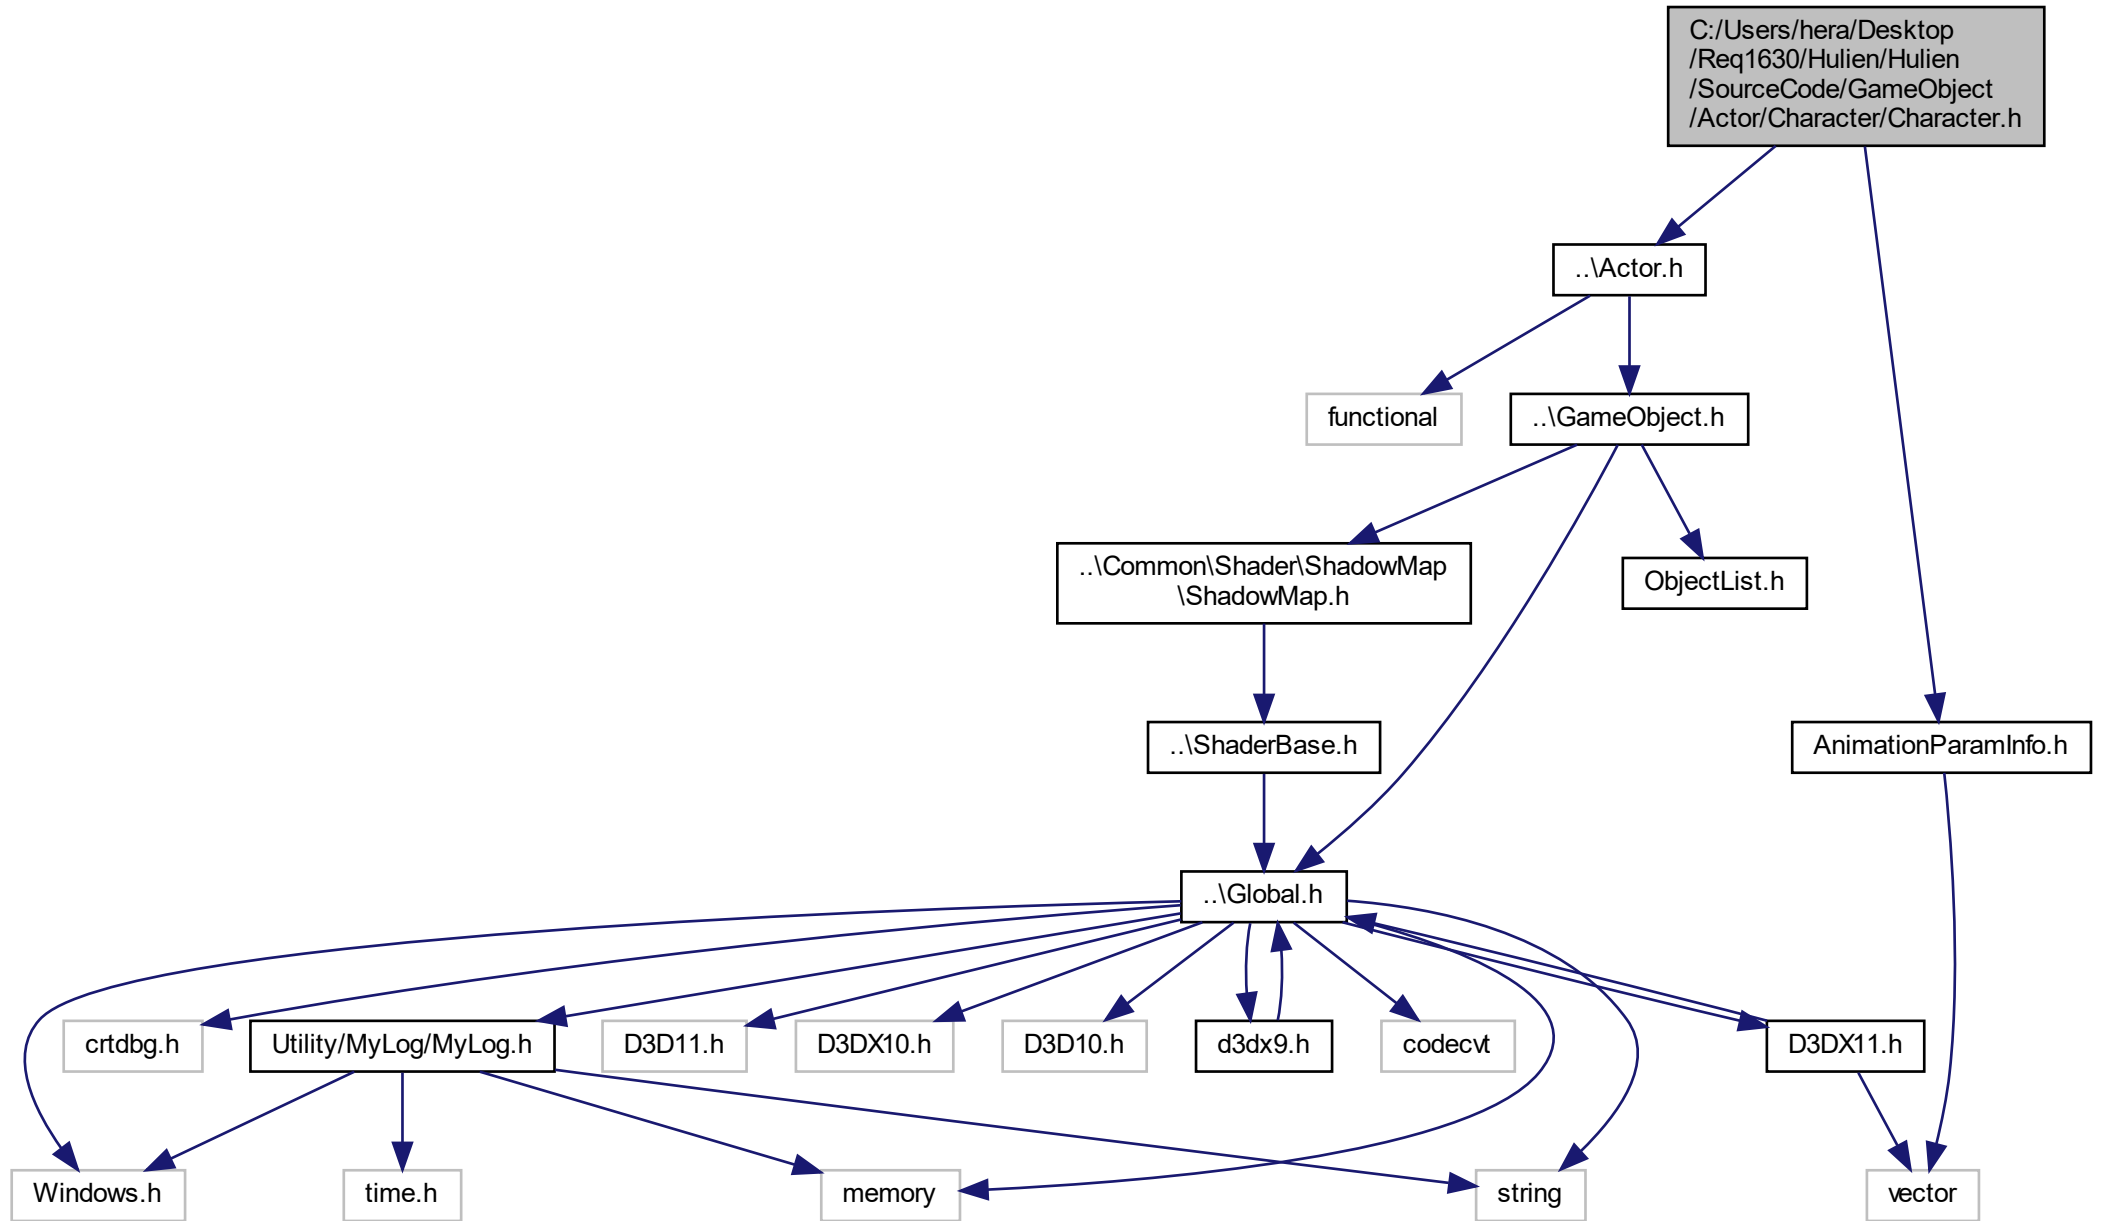 C:/Users/hera/Desktop
/Req1630/Hulien/Hulien
/SourceCode/GameObject
/Actor/Character/Character.h
..\Actor.h
functional
..\GameObject.h
..\Common\Shader\ShadowMap
\ShadowMap.h
ObjectList.h
..\ShaderBase.h
AnimationParamInfo.h
..\Global.h
crtdbg.h
Utility/MyLog/MyLog.h
D3D11.h
D3DX10.h
D3D10.h
d3dx9.h
codecvt
D3DX11.h
Windows.h
time.h
memory
string
vector